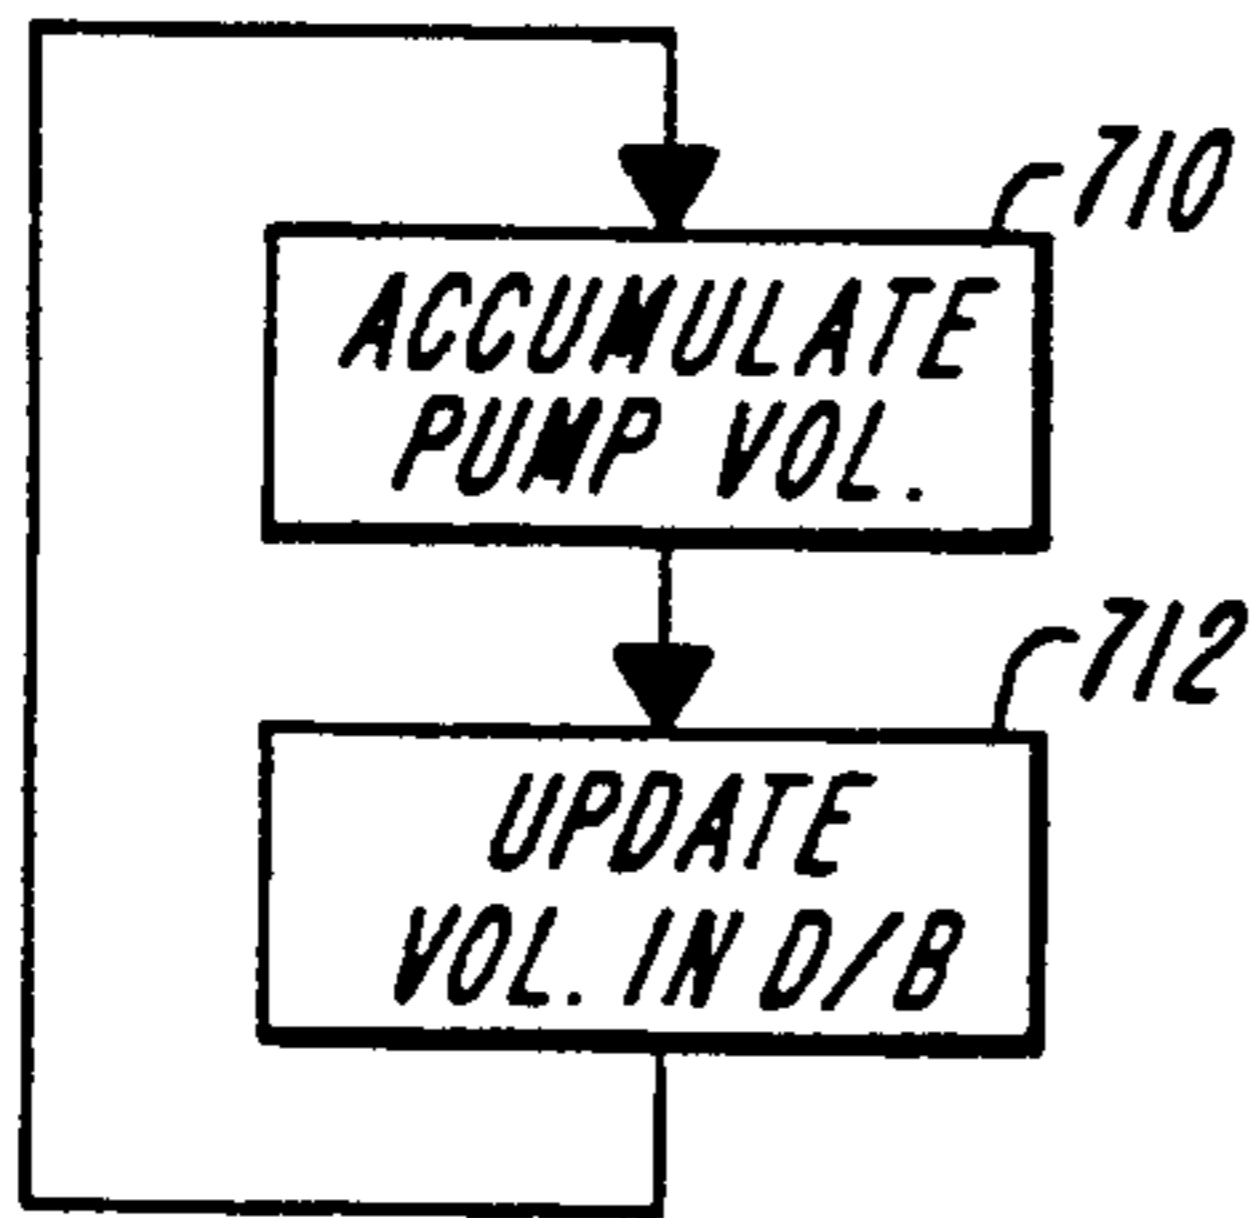 710
ACCUMULATE
PUMP VOL.
712
UPDATE
VOL. IN D/B